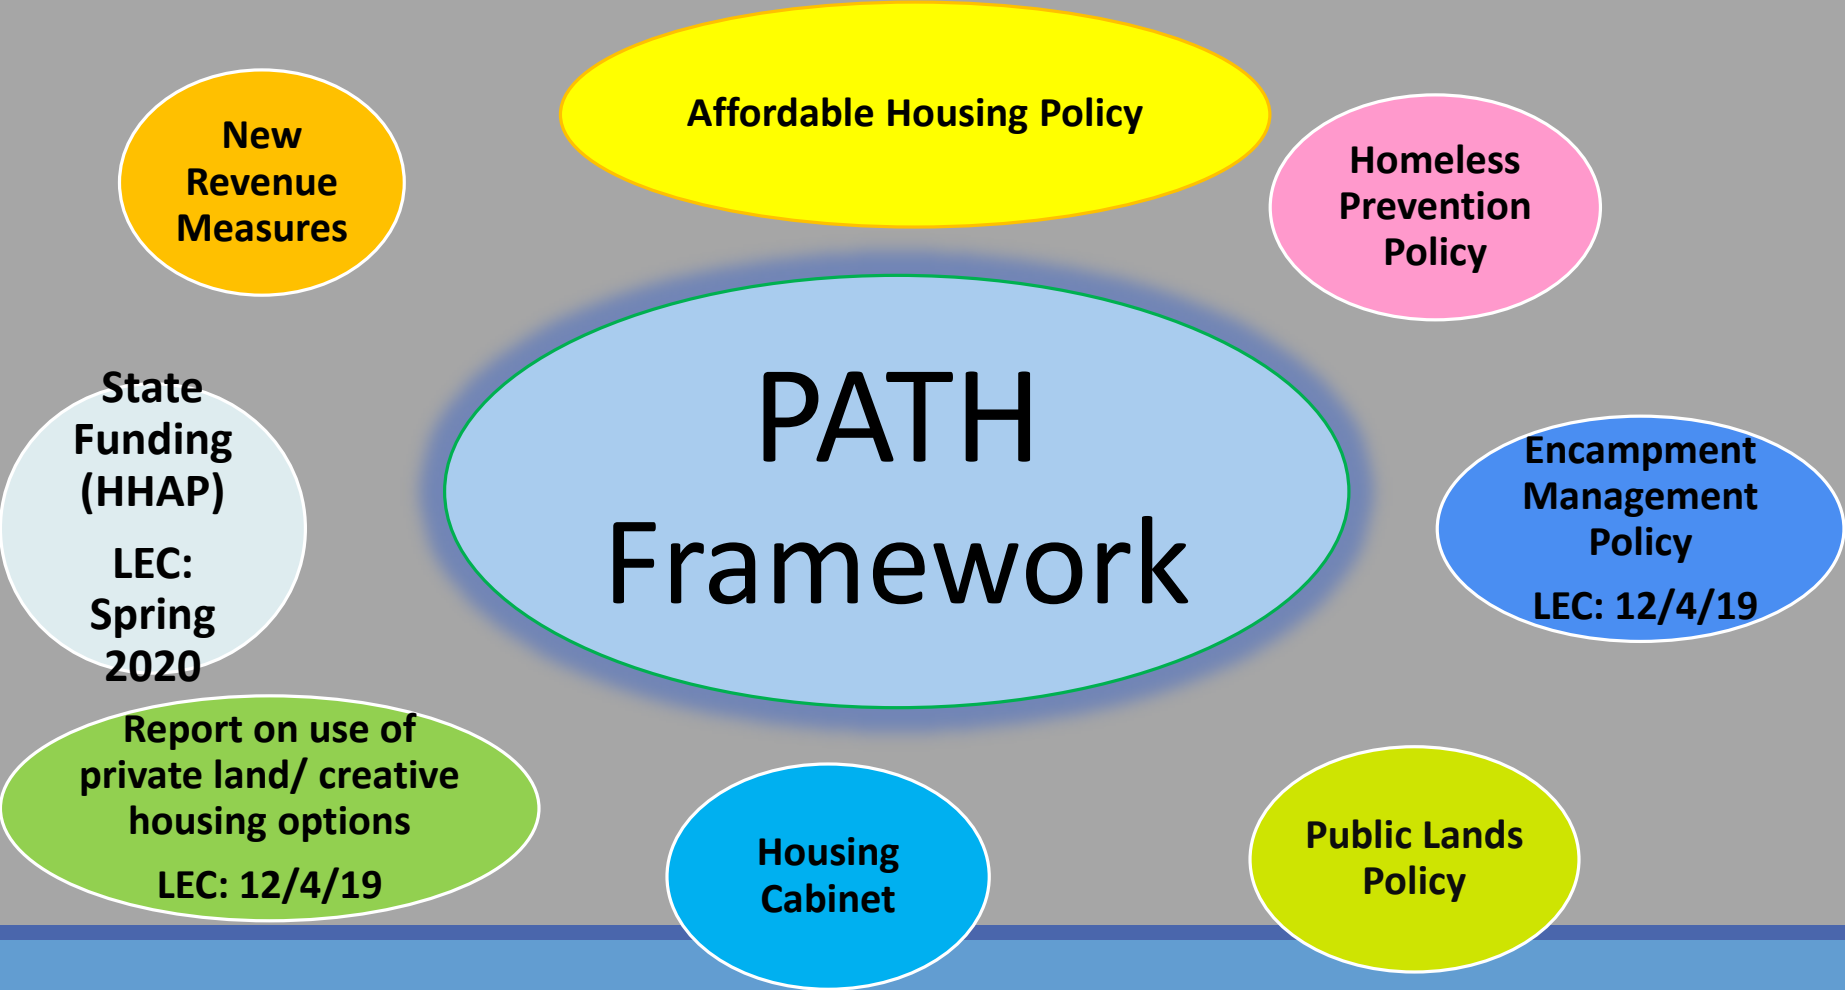 Affordable Housing Policy
New
Revenue
Measures
Homeless
Prevention
Policy
PATH
Framework
State
Funding
(HHAP)
LEC:
Spring
2020
Encampment
Management
Policy
LEC: 12/4/19
Report on use of
private land/ creative
housing options
LEC: 12/4/19
Housing
Cabinet
Public Lands
Policy